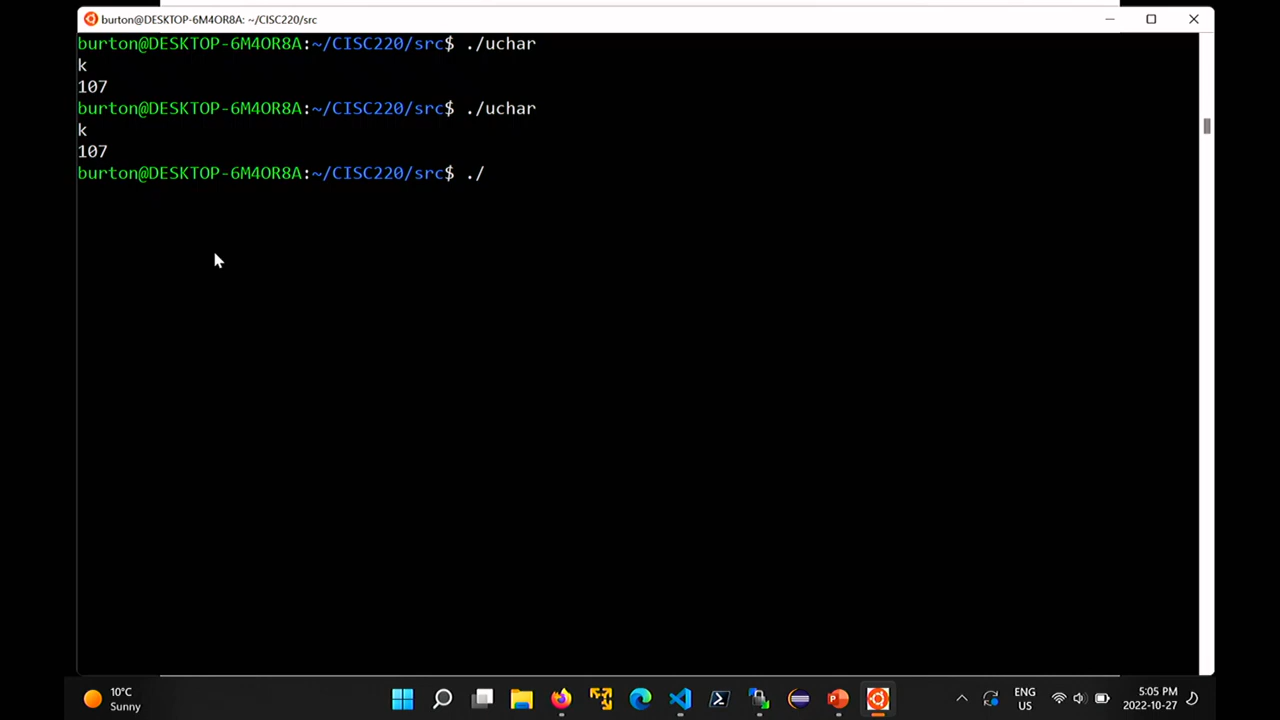 burton@DESKTOP-6M4OR8A: ~/CISC220/src
burton@DESKTOP-6M4OR8A:~/CISC220/src$ ./uchar
k
107
burton@DESKTOP-6M4OR8A:~/CISC220/src$ ./uchar
k
107
burton@DESKTOP-6M4OR8A:~/CISC220/src$ ./
10°C
Sunny
ENG
US
5:05 PM
2022-10-27